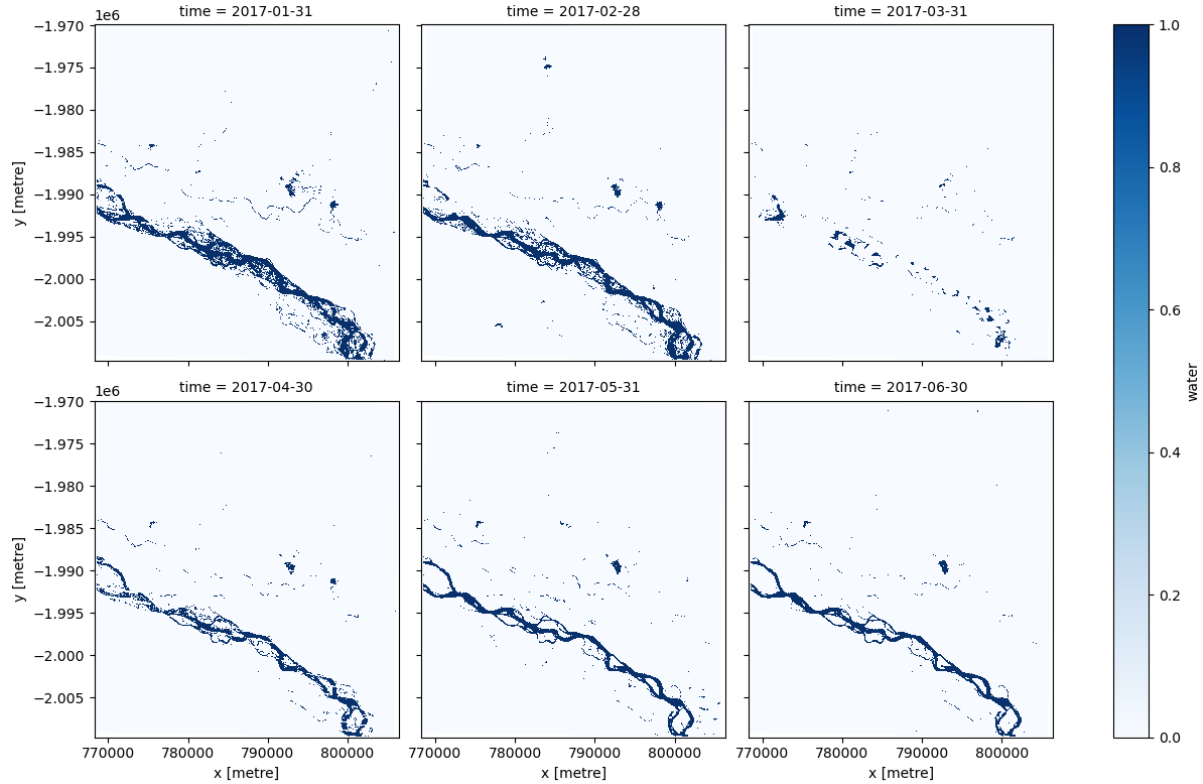 time = 2017-01-31
time = 2017-02-28
time = 2017-03-31
1e6
−1.970
−1.975
−1.980
−1.985
−1.990
−1.995
−2.000
−2.005
y [metre]
time = 2017-04-30
time = 2017-05-31
time = 2017-06-30
1e6
−1.970
−1.975
−1.980
−1.985
−1.990
−1.995
−2.000
−2.005
y [metre]
770000 780000 790000 800000
x [metre]
770000 780000 790000 800000
x [metre]
770000 780000 790000 800000
x [metre]
1.0
0.8
0.6
0.4
0.2
0.0
water